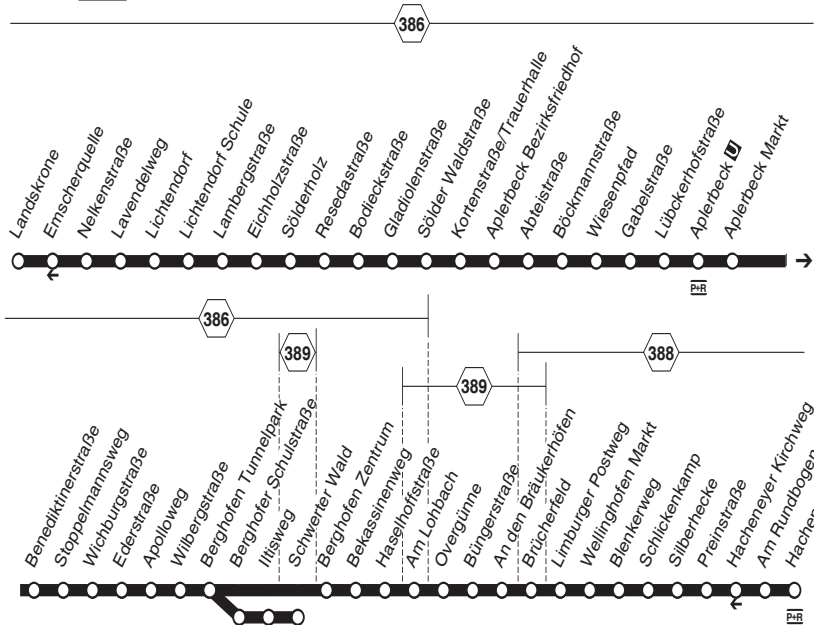 386
Landskrone
Emscherquelle
Nelkenstraße
Lavendelweg
Lichtendorf
Lichtendorf Schule
Lambergstraße
Eichholzstraße
Sölderholz
Resedastraße
Bodieckstraße
Gladiolenstraße
Sölder Waldstraße
Kortenstraße/Trauerhalle
Aplerbeck Bezirksfriedhof
Abteistraße
Böckmannstraße
Wiesenpfad
Gabelstraße
Lübckerhofstraße
Aplerbeck U
Aplerbeck Markt
P+R
386
389
388
389
Benediktinerstraße
Stoppelmannsweg
Wichburgstraße
Ederstraße
Apolloweg
Wilbergstraße
Berghofen Tunnelpark
Berghofer Schulstraße
Iltisweg
Schwerter Wald
Berghofen Zentrum
Bekassinenweg
Haselhoffstraße
Am Lohbach
Overgünne
Büngerstraße
An den Bräukerhöfen
Brücherfeld
Limburger Postweg
Wellinghofen Markt
Blenkerweg
Schlickenkamp
Silberhecke
Preinstraße
Hacheneyer Kirchweg
Am Rundbogen
P+R